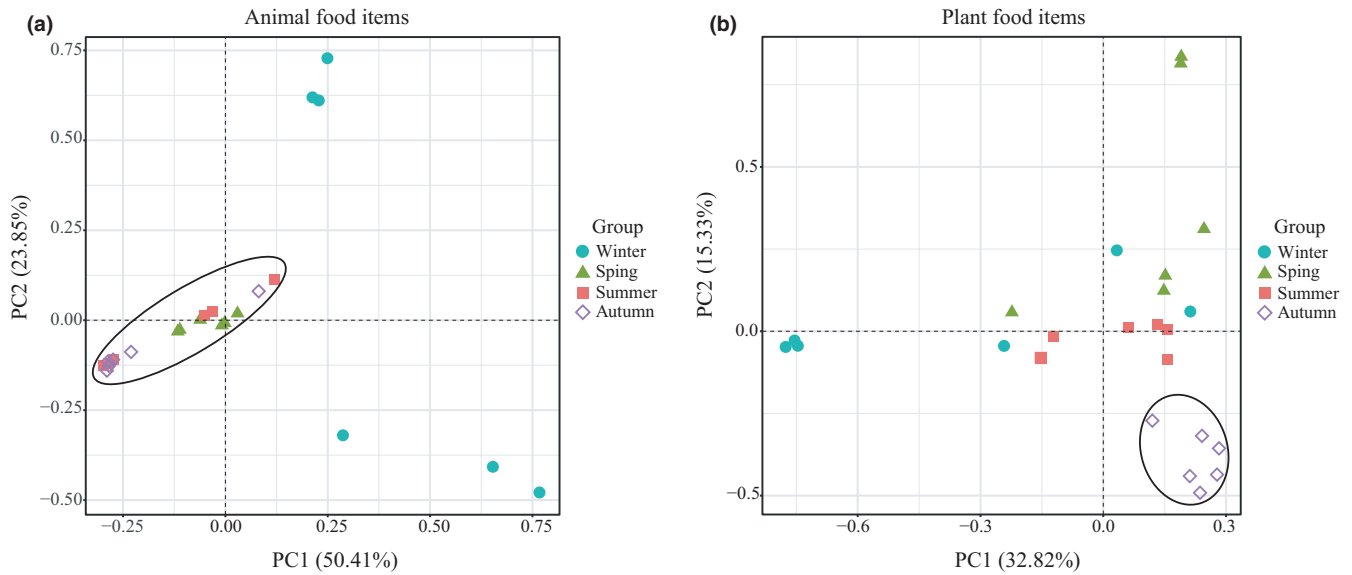 (a)
Animal food items
0.75
0.50
0.25
0.00
−0.25
−0.50
PC2 (23.85%)
−0.25
0.00
0.25
0.50
0.75
PC1 (50.41%)
Group
Winter
Sping
Summer
Autumn
(b)
Plant food items
0.5
0.0
−0.5
PC2 (15.33%)
−0.6
−0.3
0.0
0.3
PC1 (32.82%)
Group
Winter
Sping
Summer
Autumn